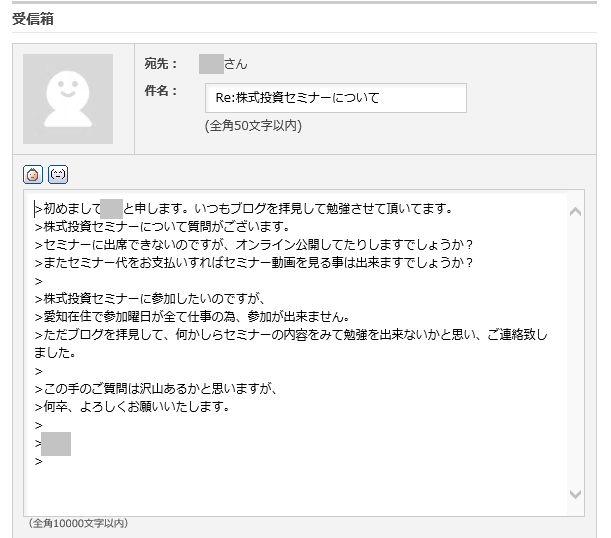 受信箱
宛先： さん
件名： Re:株式投資セミナーについて
(全角50文字以内)
>初めまして と申します。いつもブログを拝見して勉強させて頂いてます。
>株式投資セミナーについて質問がございます。
>セミナーに出席できないのですが、オンライン公開してたりしますでしょうか？
>またセミナー代をお支払いすればセミナー動画を見る事は出来ますでしょうか？
>
>株式投資セミナーに参加したいのですが、
>愛知在住で参加曜日が全て仕事の為、参加が出来ません。
>ただブログを拝見して、何かしらセミナーの内容をみて勉強を出来ないかと思い、ご連絡致し
ました。
>
>この手のご質問は沢山あるかと思いますが、
>何卒、よろしくお願いいたします。
>
>
>
(全角10000文字以内)